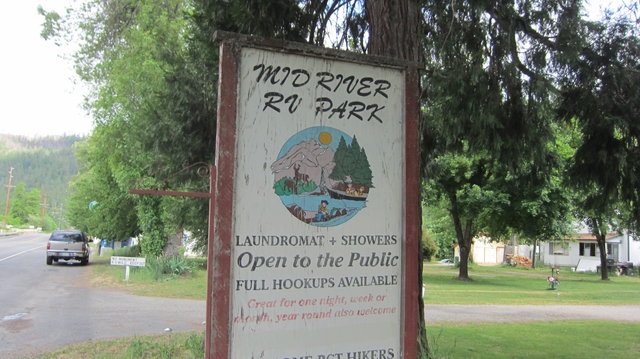 MID RIVER
RV PARK
LAUNDROMAT + SHOWERS
Open to the Public
FULL HOOKUPS AVAILABLE
Great for one night, week or
month, year round also welcome
PCT HIKERS